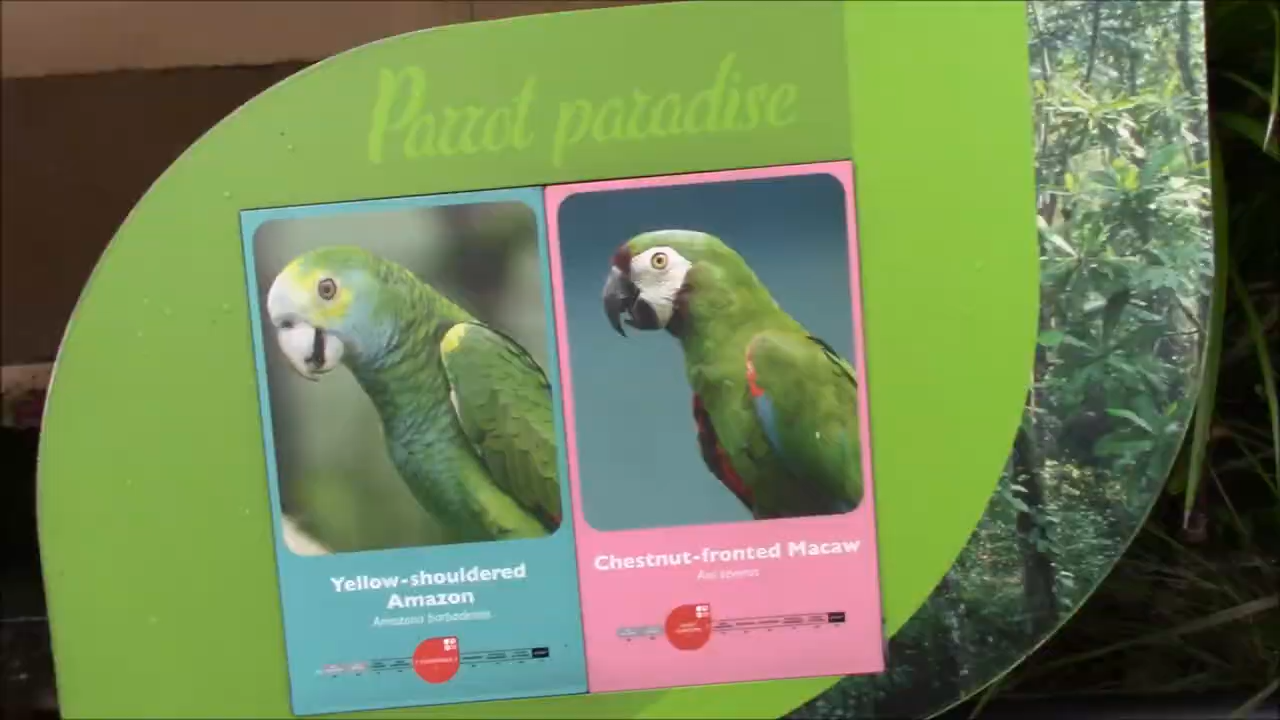 Parrot paradise
Yellow-shouldered
Amazon
Amazona barbadensis
Chestnut-fronted Macaw
Ara severus